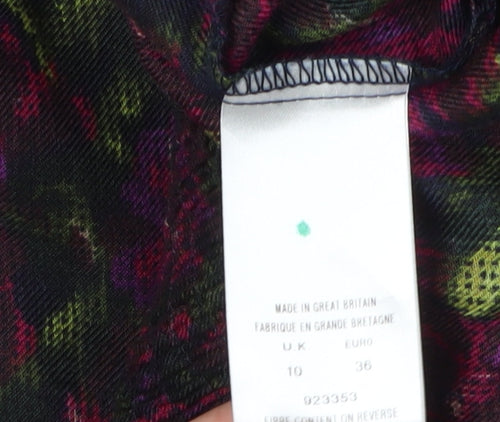 MADE IN GREAT BRITAIN
FABRIQUE EN GRANDE BRETAGNE
U.K. EURO
10 36
923353
FIBRE CONTENT ON REVERSE